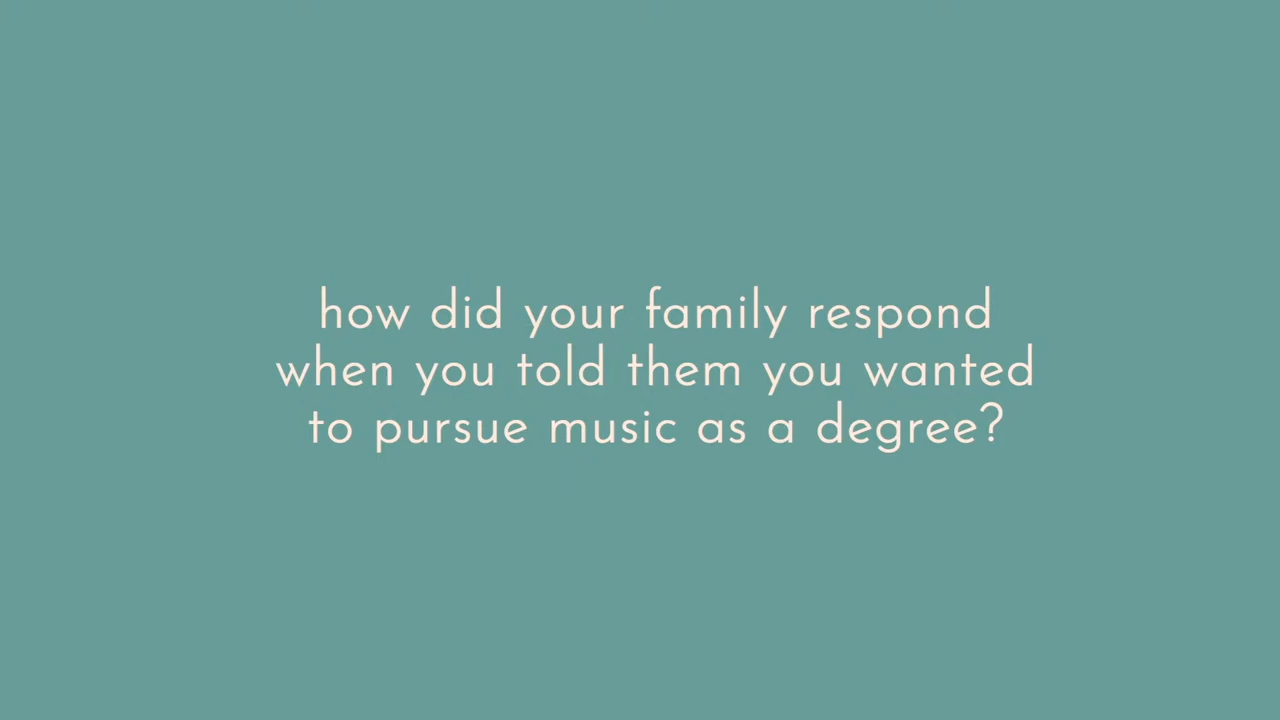 how did your family respond
when you told them you wanted
to pursue music as a degree?